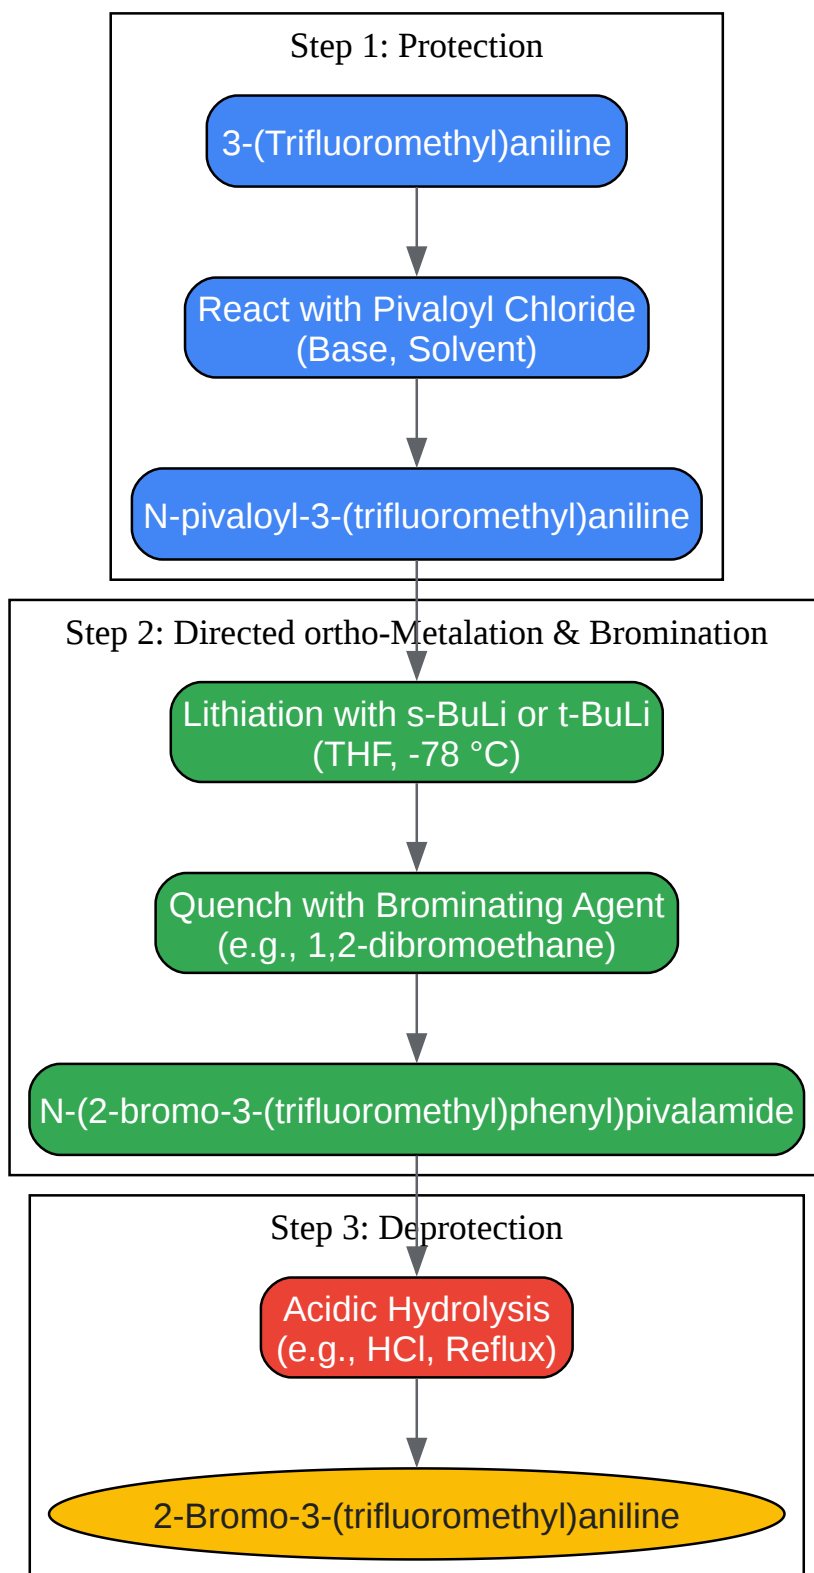 Step 1: Protection
3-(Trifluoromethyl)aniline
React with Pivaloyl Chloride
(Base, Solvent)
N-pivaloyl-3-(trifluoromethyl)aniline
Step 2: Directed ortho-Metalation & Bromination
Lithiation with s-BuLi or t-BuLi
(THF, -78 °C)
Quench with Brominating Agent
(e.g., 1,2-dibromoethane)
N-(2-bromo-3-(trifluoromethyl)phenyl)pivalamide
Step 3: Deprotection
Acidic Hydrolysis
(e.g., HCl, Reflux)
2-Bromo-3-(trifluoromethyl)aniline